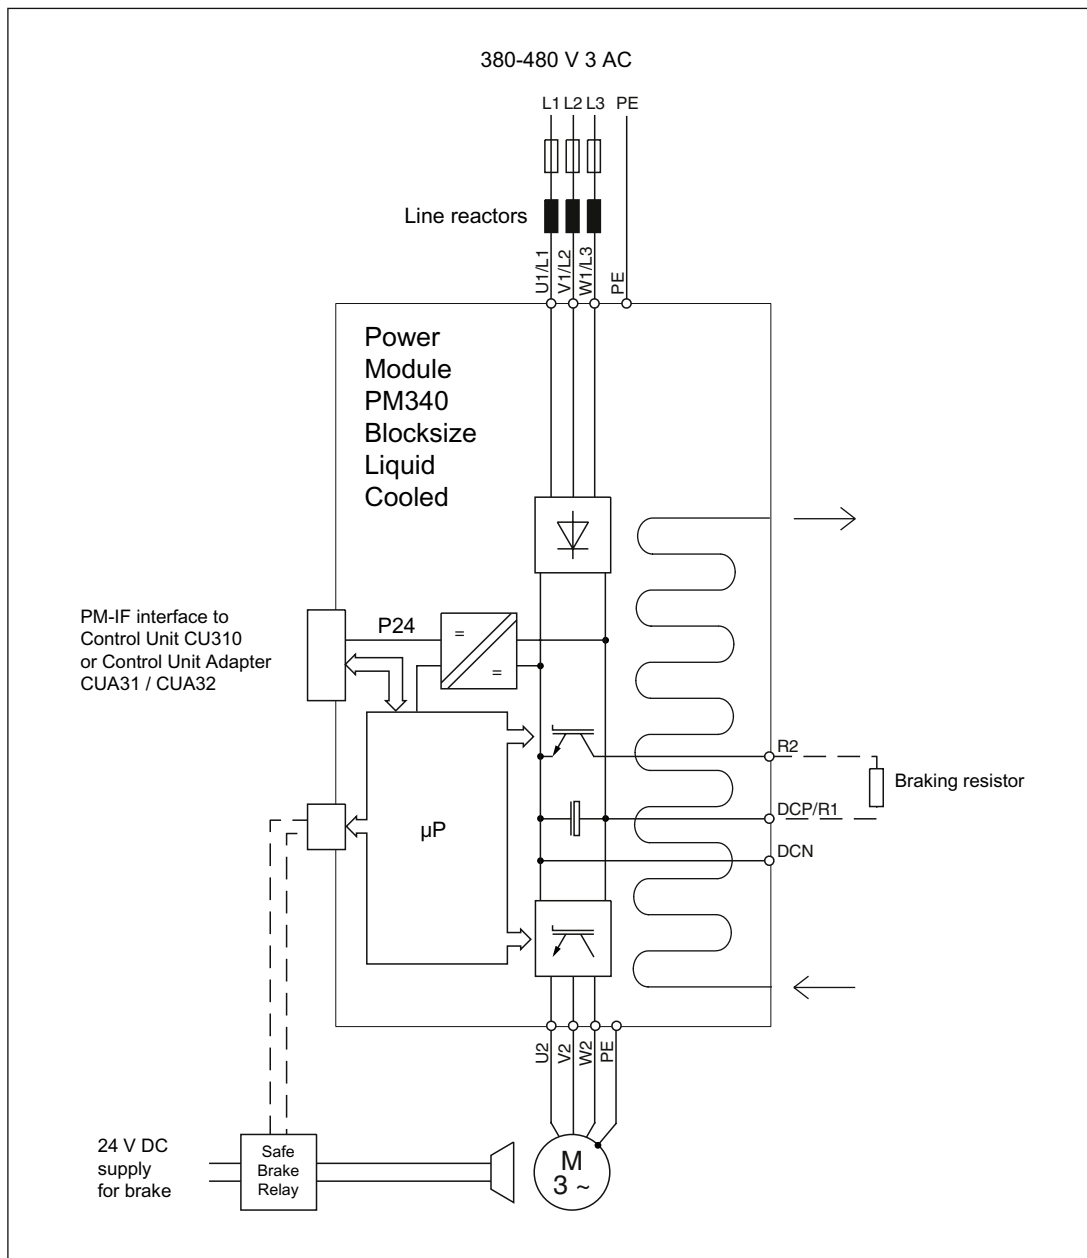 380-480 V 3 AC
L1 L2 L3 PE
Line reactors
U1/L1
V1/L2
W1/L3
PE
Power
Module
PM340
Blocksize
Liquid
Cooled
PM-IF interface to
Control Unit CU310
or Control Unit Adapter
CUA31 / CUA32
P24
=
=
R2
Braking resistor
DCP/R1
µP
DCN
U2
V2
W2
PE
24 V DC
supply
for brake
Safe
Brake
Relay
M
3 ~